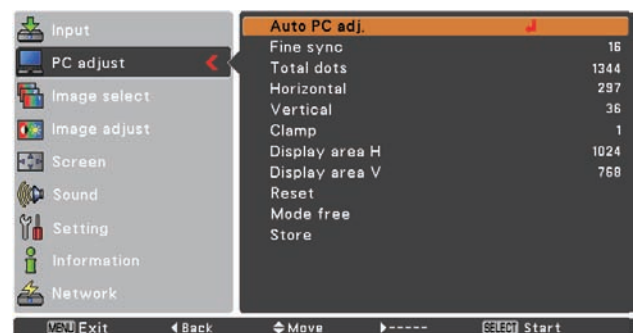 Input
PC adjust
Image select
Image adjust
Screen
Sound
Setting
Information
Network
Auto PC adj.
Fine sync 16
Total dots 1344
Horizontal 297
Vertical 36
Clamp 1
Display area H 1024
Display area V 768
Reset
Mode free
Store
MENU Exit Back Move ----- SELECT Start